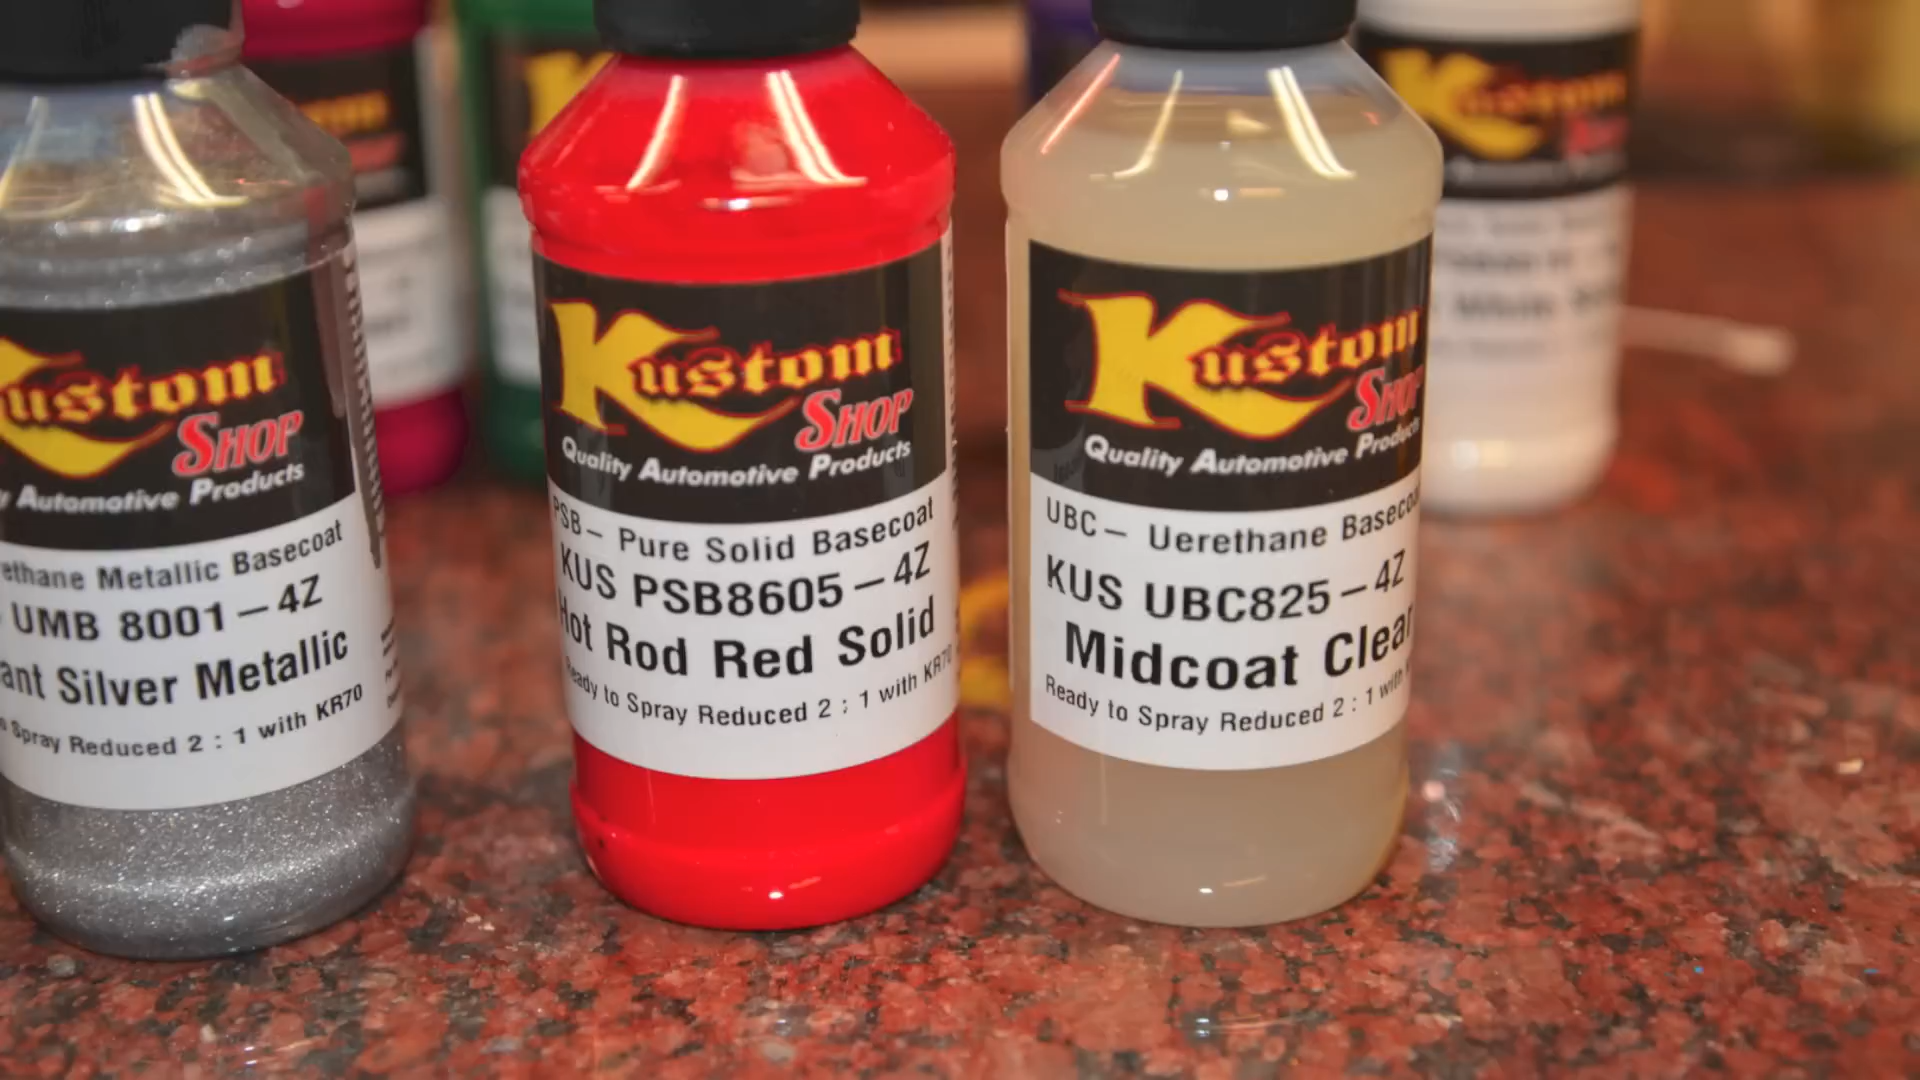 ustom
Shop
Automotive Products
Metallic Basecoat
UMB 8001-4Z
Silver Metallic
Spray Reduced 2 : 1 with KR70
Kustom
Shop
Quality Automotive Products
PSB- Pure Solid Basecoat
KUS PSB8605-4Z
Hot Rod Red Solid
Ready to Spray Reduced 2 : 1 with KR70
Kustom
Shop
Quality Automotive Products
UBC- Uerethane Basecoat
KUS UBC825-4Z
Midcoat Clear
Ready to Spray Reduced 2 : 1 with
Kustom